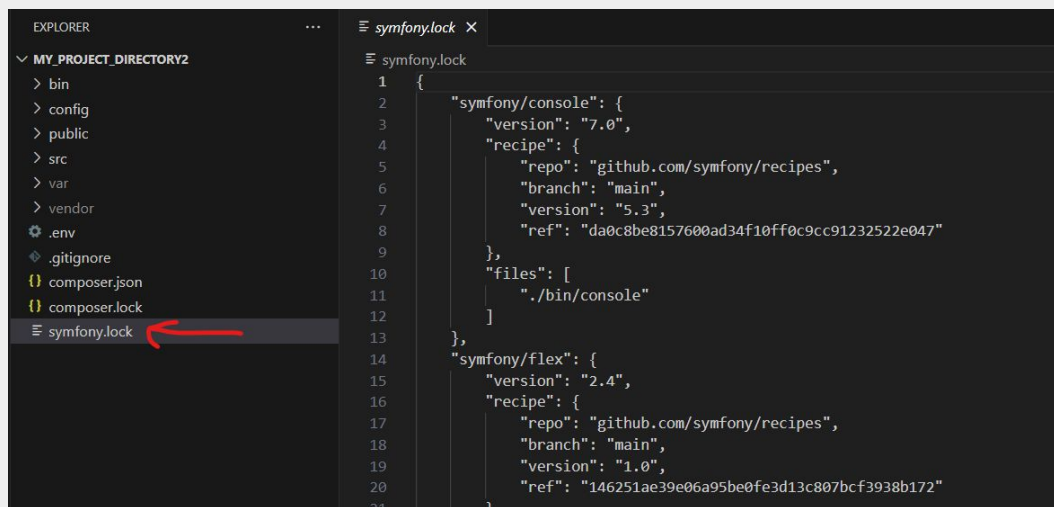 EXPLORER
MY_PROJECT_DIRECTORY2
bin
config
public
src
var
vendor
.env
.gitignore
composer.json
composer.lock
symfony.lock
symfony.lock
symfony.lock
1 {
2 "symfony/console": {
3 "version": "7.0",
4 "recipe": {
5 "repo": "github.com/symfony/recipes",
6 "branch": "main",
7 "version": "5.3",
8 "ref": "da0c8be8157600ad34f10ff0c9cc91232522e047"
9 },
10 "files": [
11 "./bin/console"
12 ]
13 },
14 "symfony/flex": {
15 "version": "2.4",
16 "recipe": {
17 "repo": "github.com/symfony/recipes",
18 "branch": "main",
19 "version": "1.0",
20 "ref": "146251ae39e06a95be0fe3d13c807bcf3938b172"
21 }